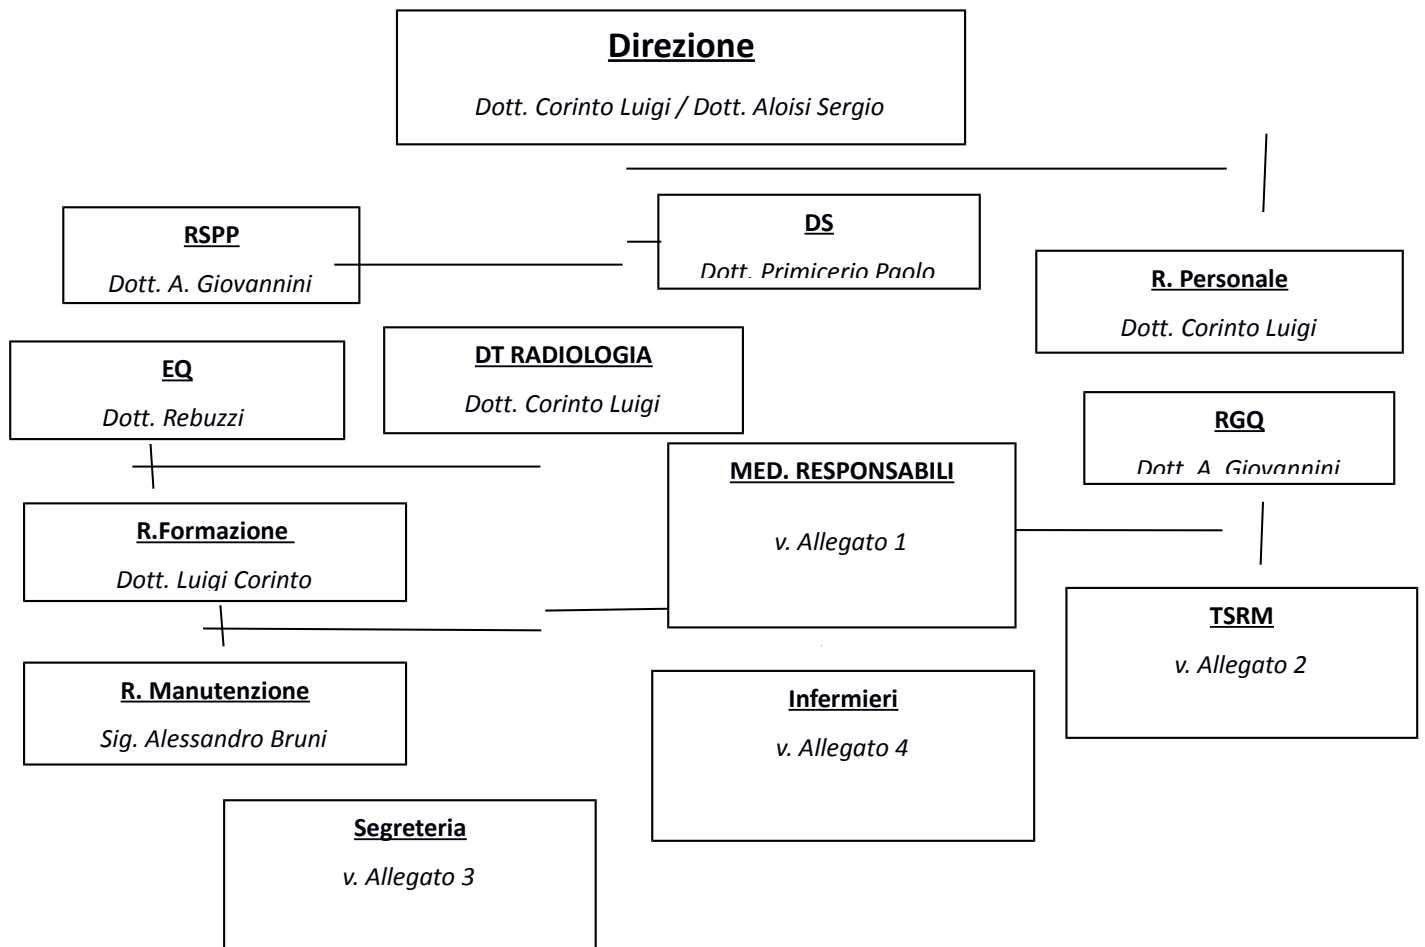 Direzione
Dott. Corinto Luigi / Dott. Aloisi Sergio
RSPP
Dott. A. Giovannini
DS
Dott. Primicerio Paolo
R. Personale
Dott. Corinto Luigi
EQ
Dott. Rebuzzi
DT RADIOLOGIA
Dott. Corinto Luigi
RGQ
Dott. A. Giovannini
MED. RESPONSABILI
v. Allegato 1
R.Formazione
Dott. Luigi Corinto
TSRM
v. Allegato 2
R. Manutenzione
Sig. Alessandro Bruni
Infermieri
v. Allegato 4
Segreteria
v. Allegato 3